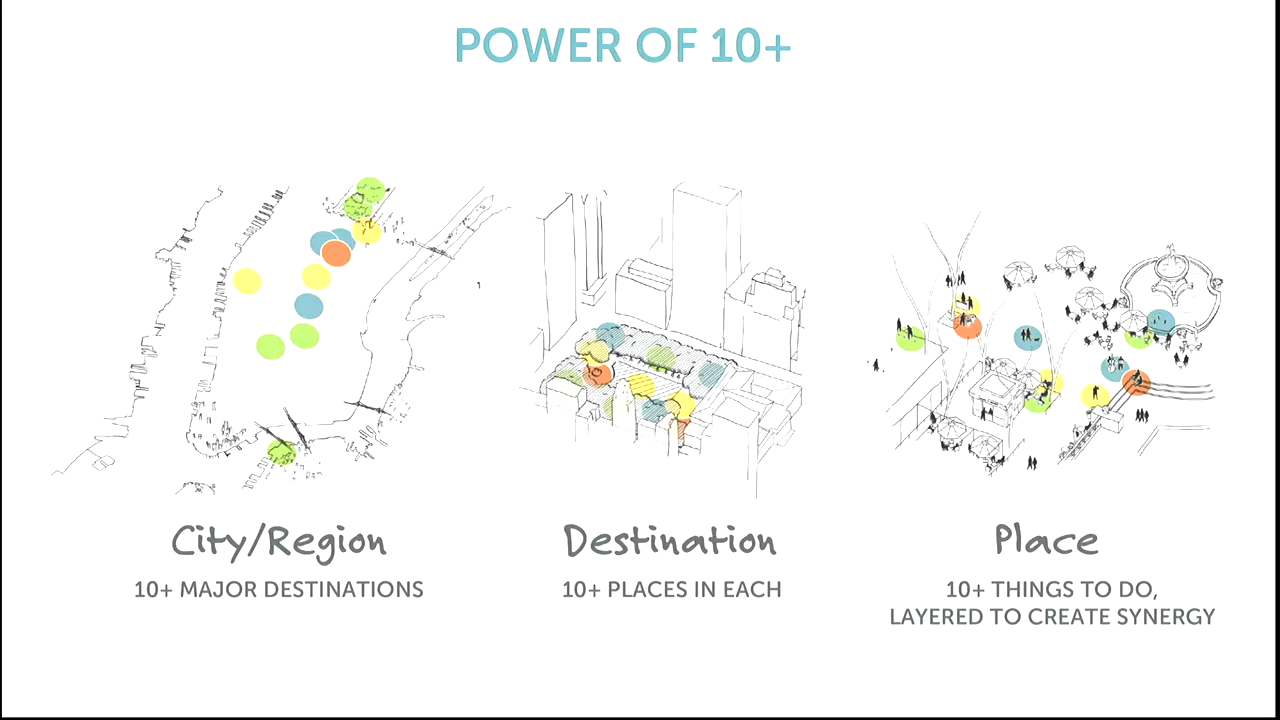 POWER OF 10+
City/Region
10+ MAJOR DESTINATIONS
Destination
10+ PLACES IN EACH
Place
10+ THINGS TO DO,
LAYERED TO CREATE SYNERGY